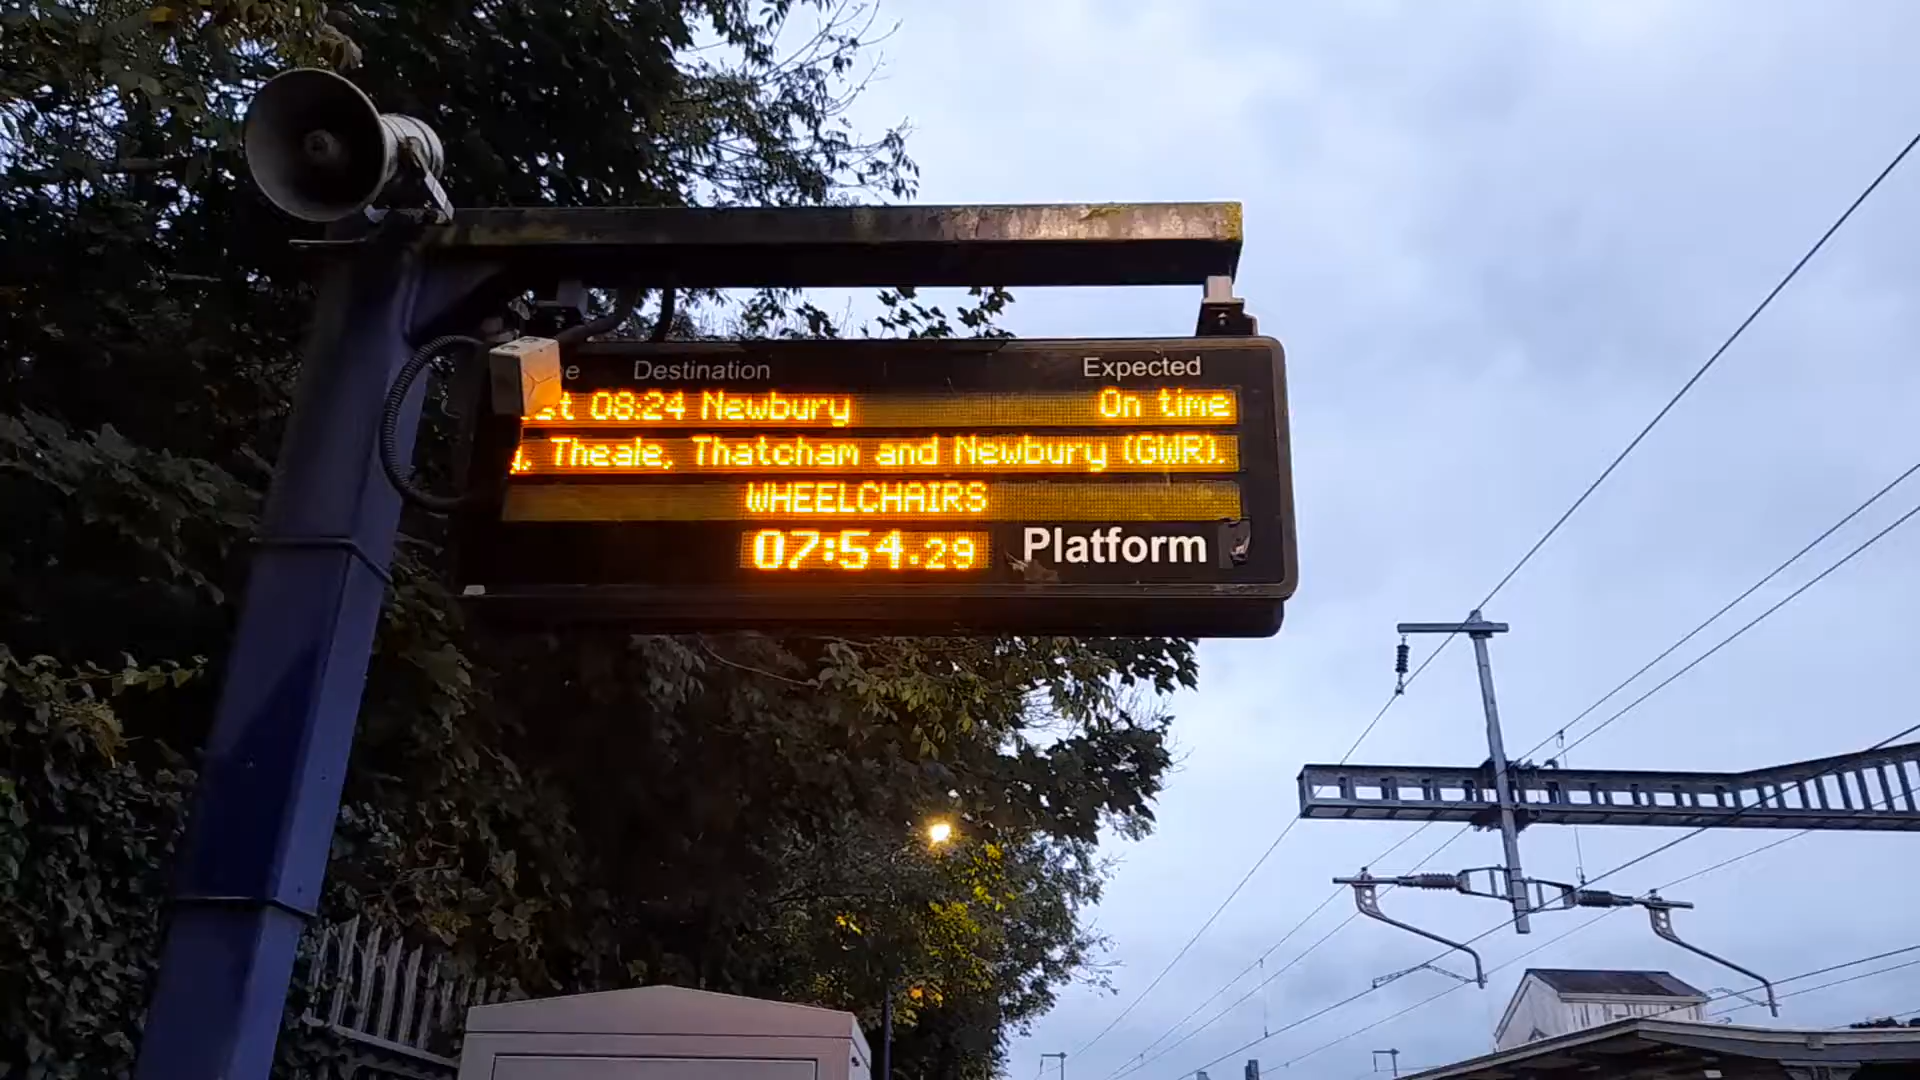 Destination Expected
08:24 Newbury On time
, Theale, Thatcham and Newbury (GWR).
WHEELCHAIRS
07:54.29 Platform